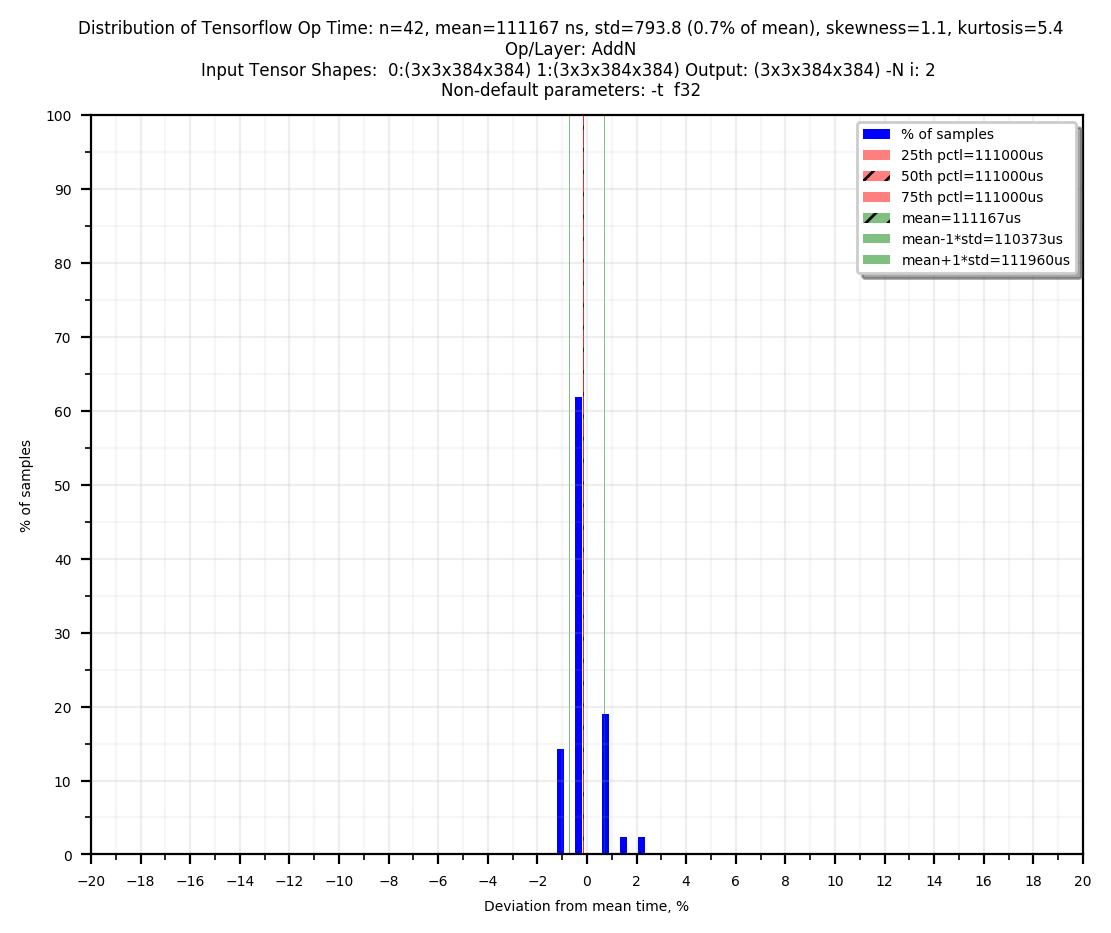 Distribution of Tensorflow Op Time: n=42, mean=111167 ns, std=793.8 (0.7% of mean), skewness=1.1, kurtosis=5.4
Op/Layer: AddN
Input Tensor Shapes:  0:(3x3x384x384) 1:(3x3x384x384) Output: (3x3x384x384) -N i: 2
Non-default parameters: -t  f32
% of samples
25th pctl=111000us
50th pctl=111000us
75th pctl=111000us
mean=111167us
mean-1*std=110373us
mean+1*std=111960us
100
90
80
70
60
50
40
30
20
10
0
% of samples
−20 −18 −16 −14 −12 −10 −8 −6 −4 −2 0 2 4 6 8 10 12 14 16 18 20
Deviation from mean time, %